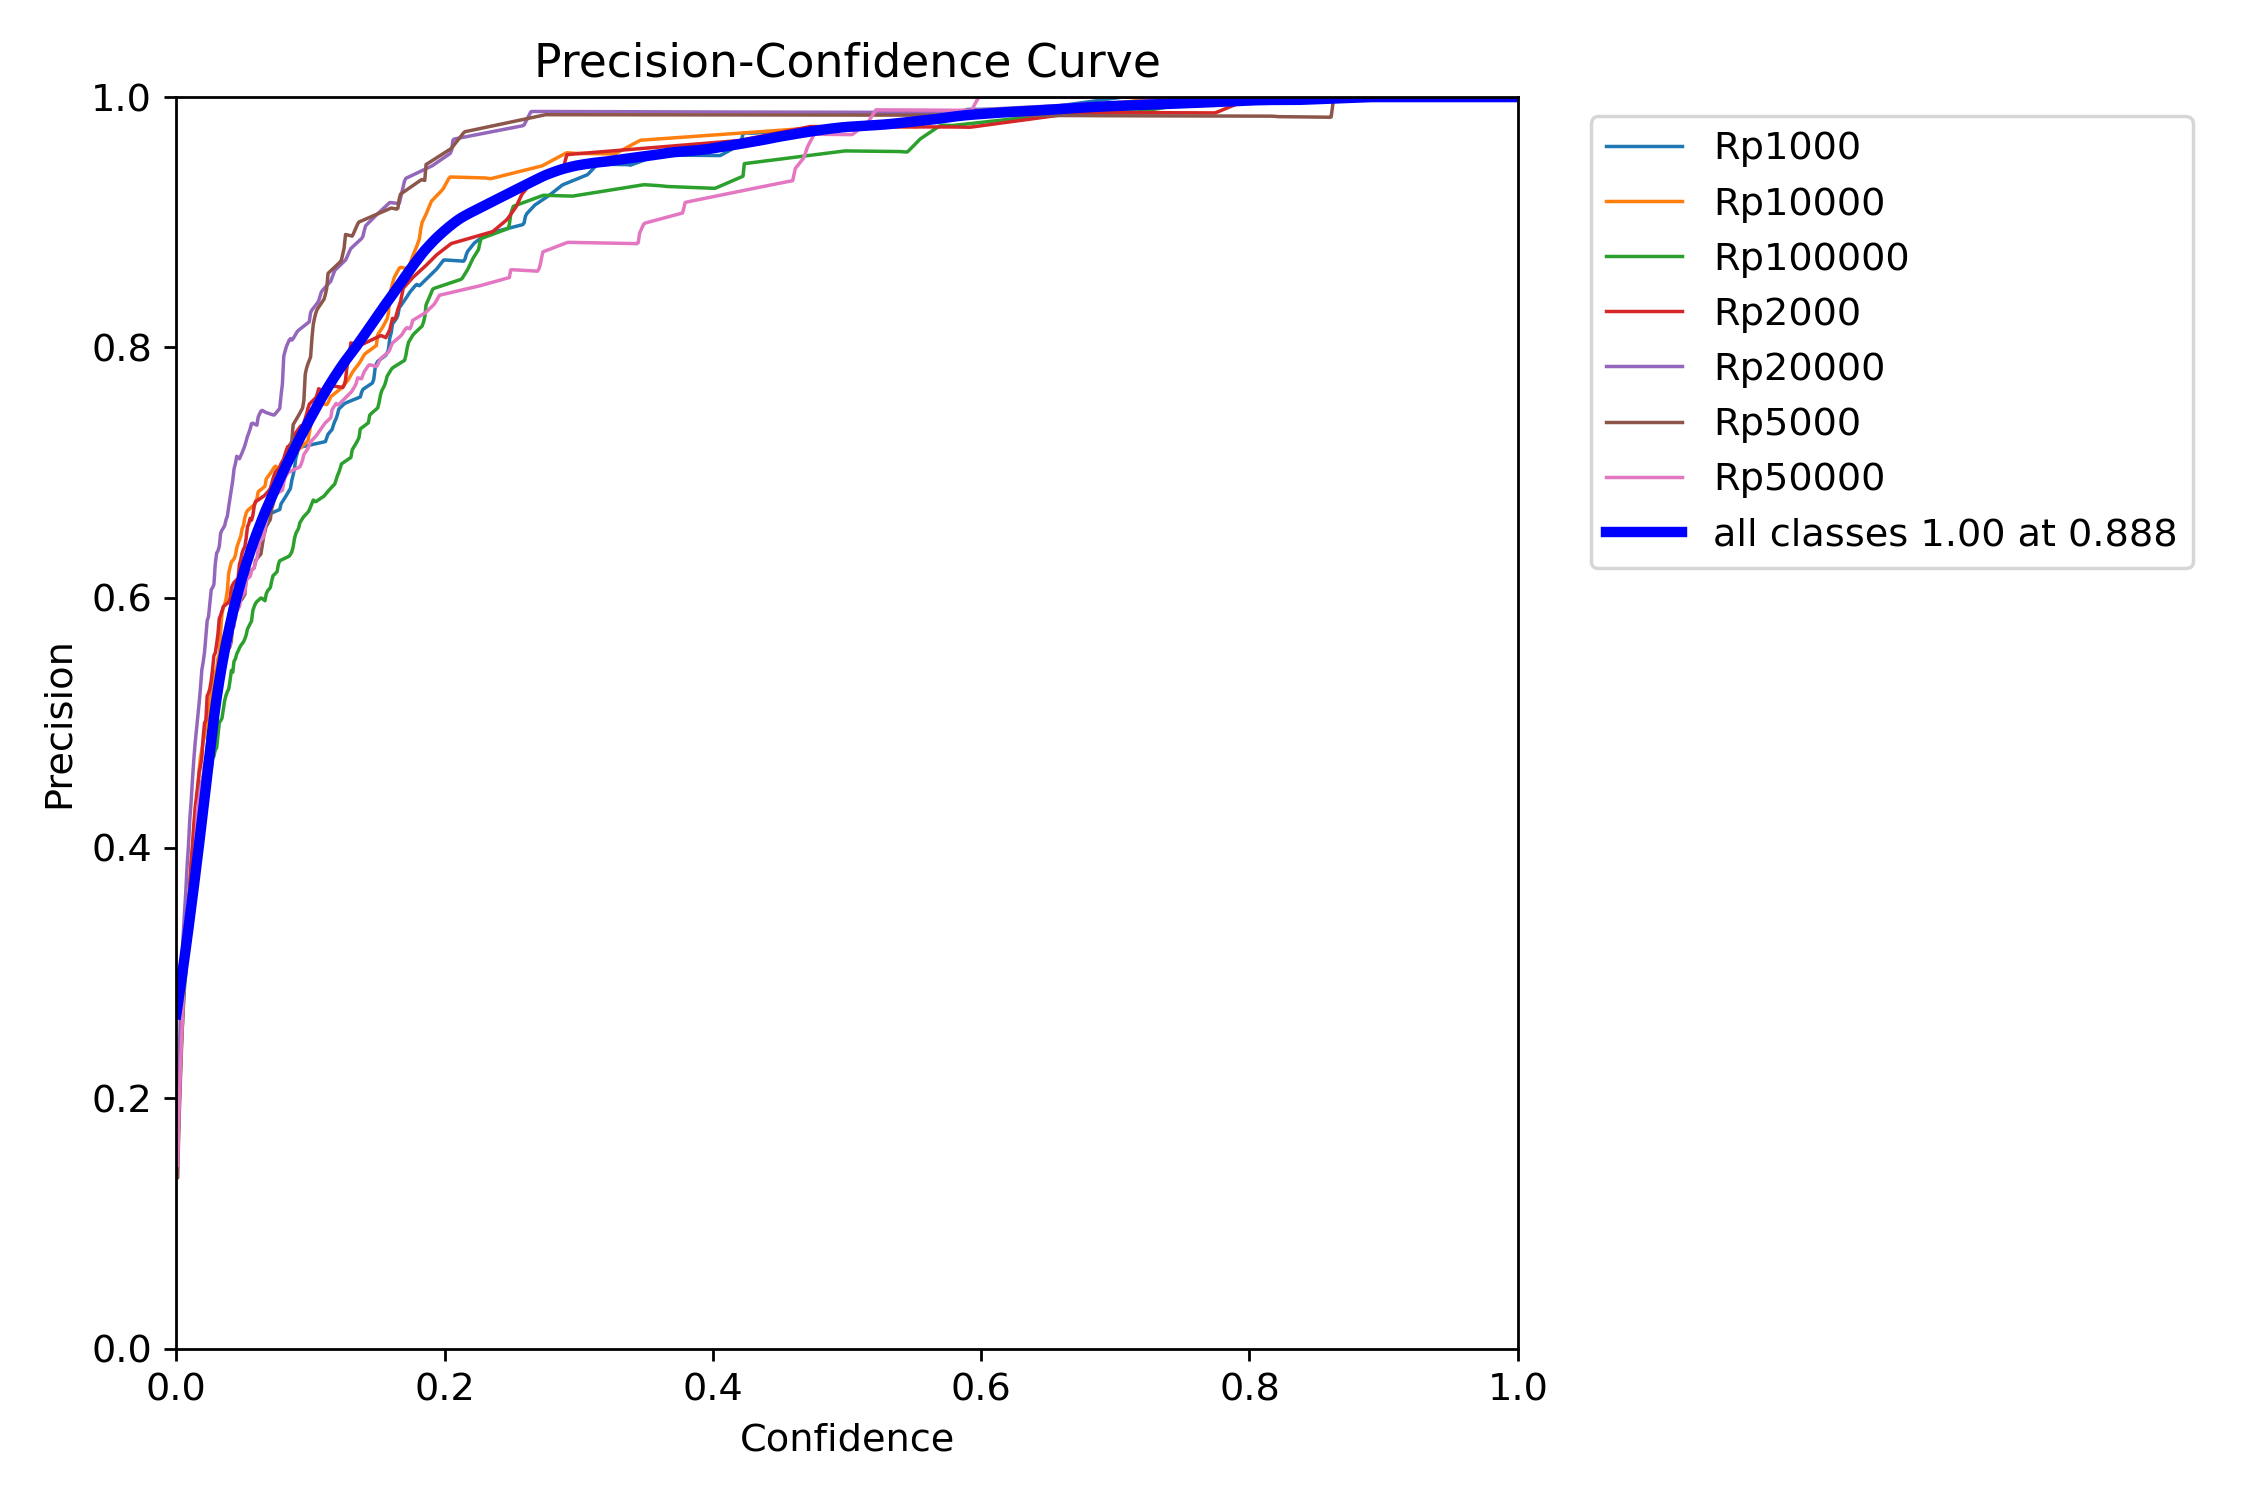 Precision-Confidence Curve
1.0
0.8
0.6
0.4
0.2
0.0
Precision
0.0 0.2 0.4 0.6 0.8 1.0
Confidence
Rp1000
Rp10000
Rp100000
Rp2000
Rp20000
Rp5000
Rp50000
all classes 1.00 at 0.888